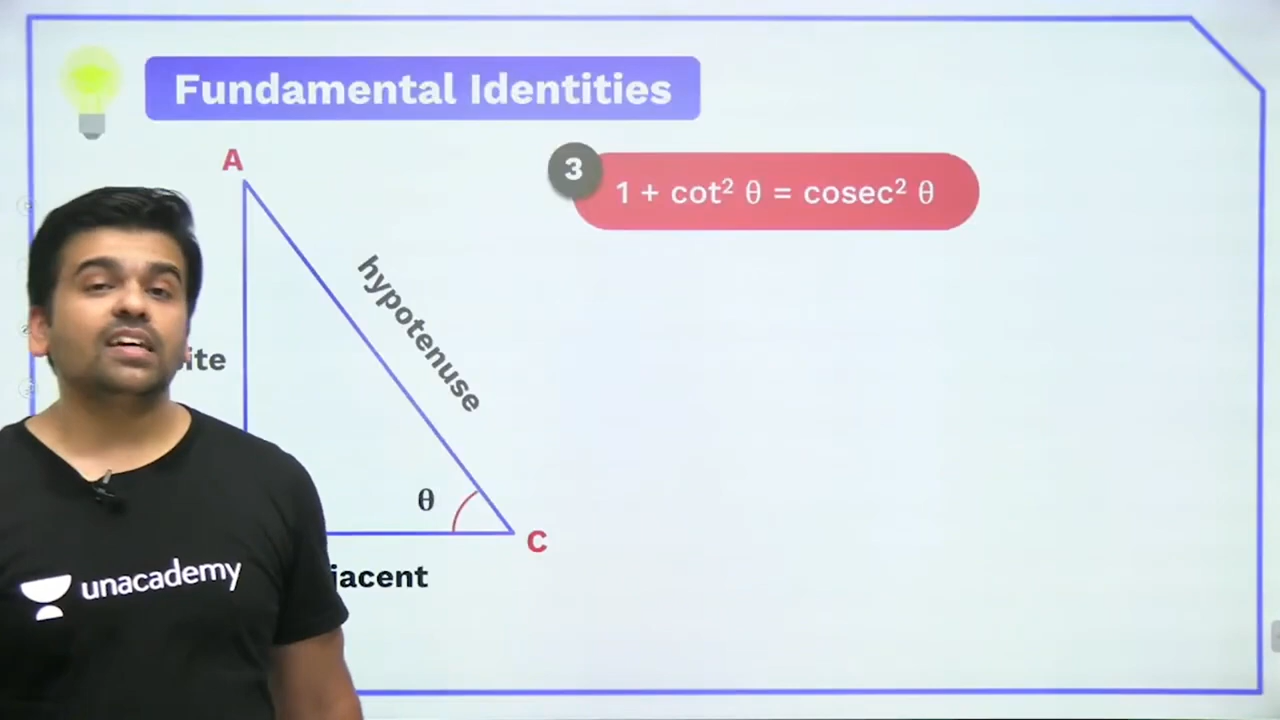 Fundamental Identities
A
3
1 + cot² θ = cosec² θ
hypotenuse
θ
C
unacademy